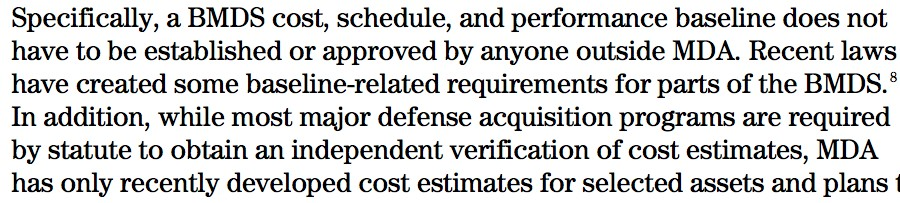 Specifically, a BMDS cost, schedule, and performance baseline does not
have to be established or approved by anyone outside MDA. Recent laws
have created some baseline-related requirements for parts of the BMDS.⁸
In addition, while most major defense acquisition programs are required
by statute to obtain an independent verification of cost estimates, MDA
has only recently developed cost estimates for selected assets and plans